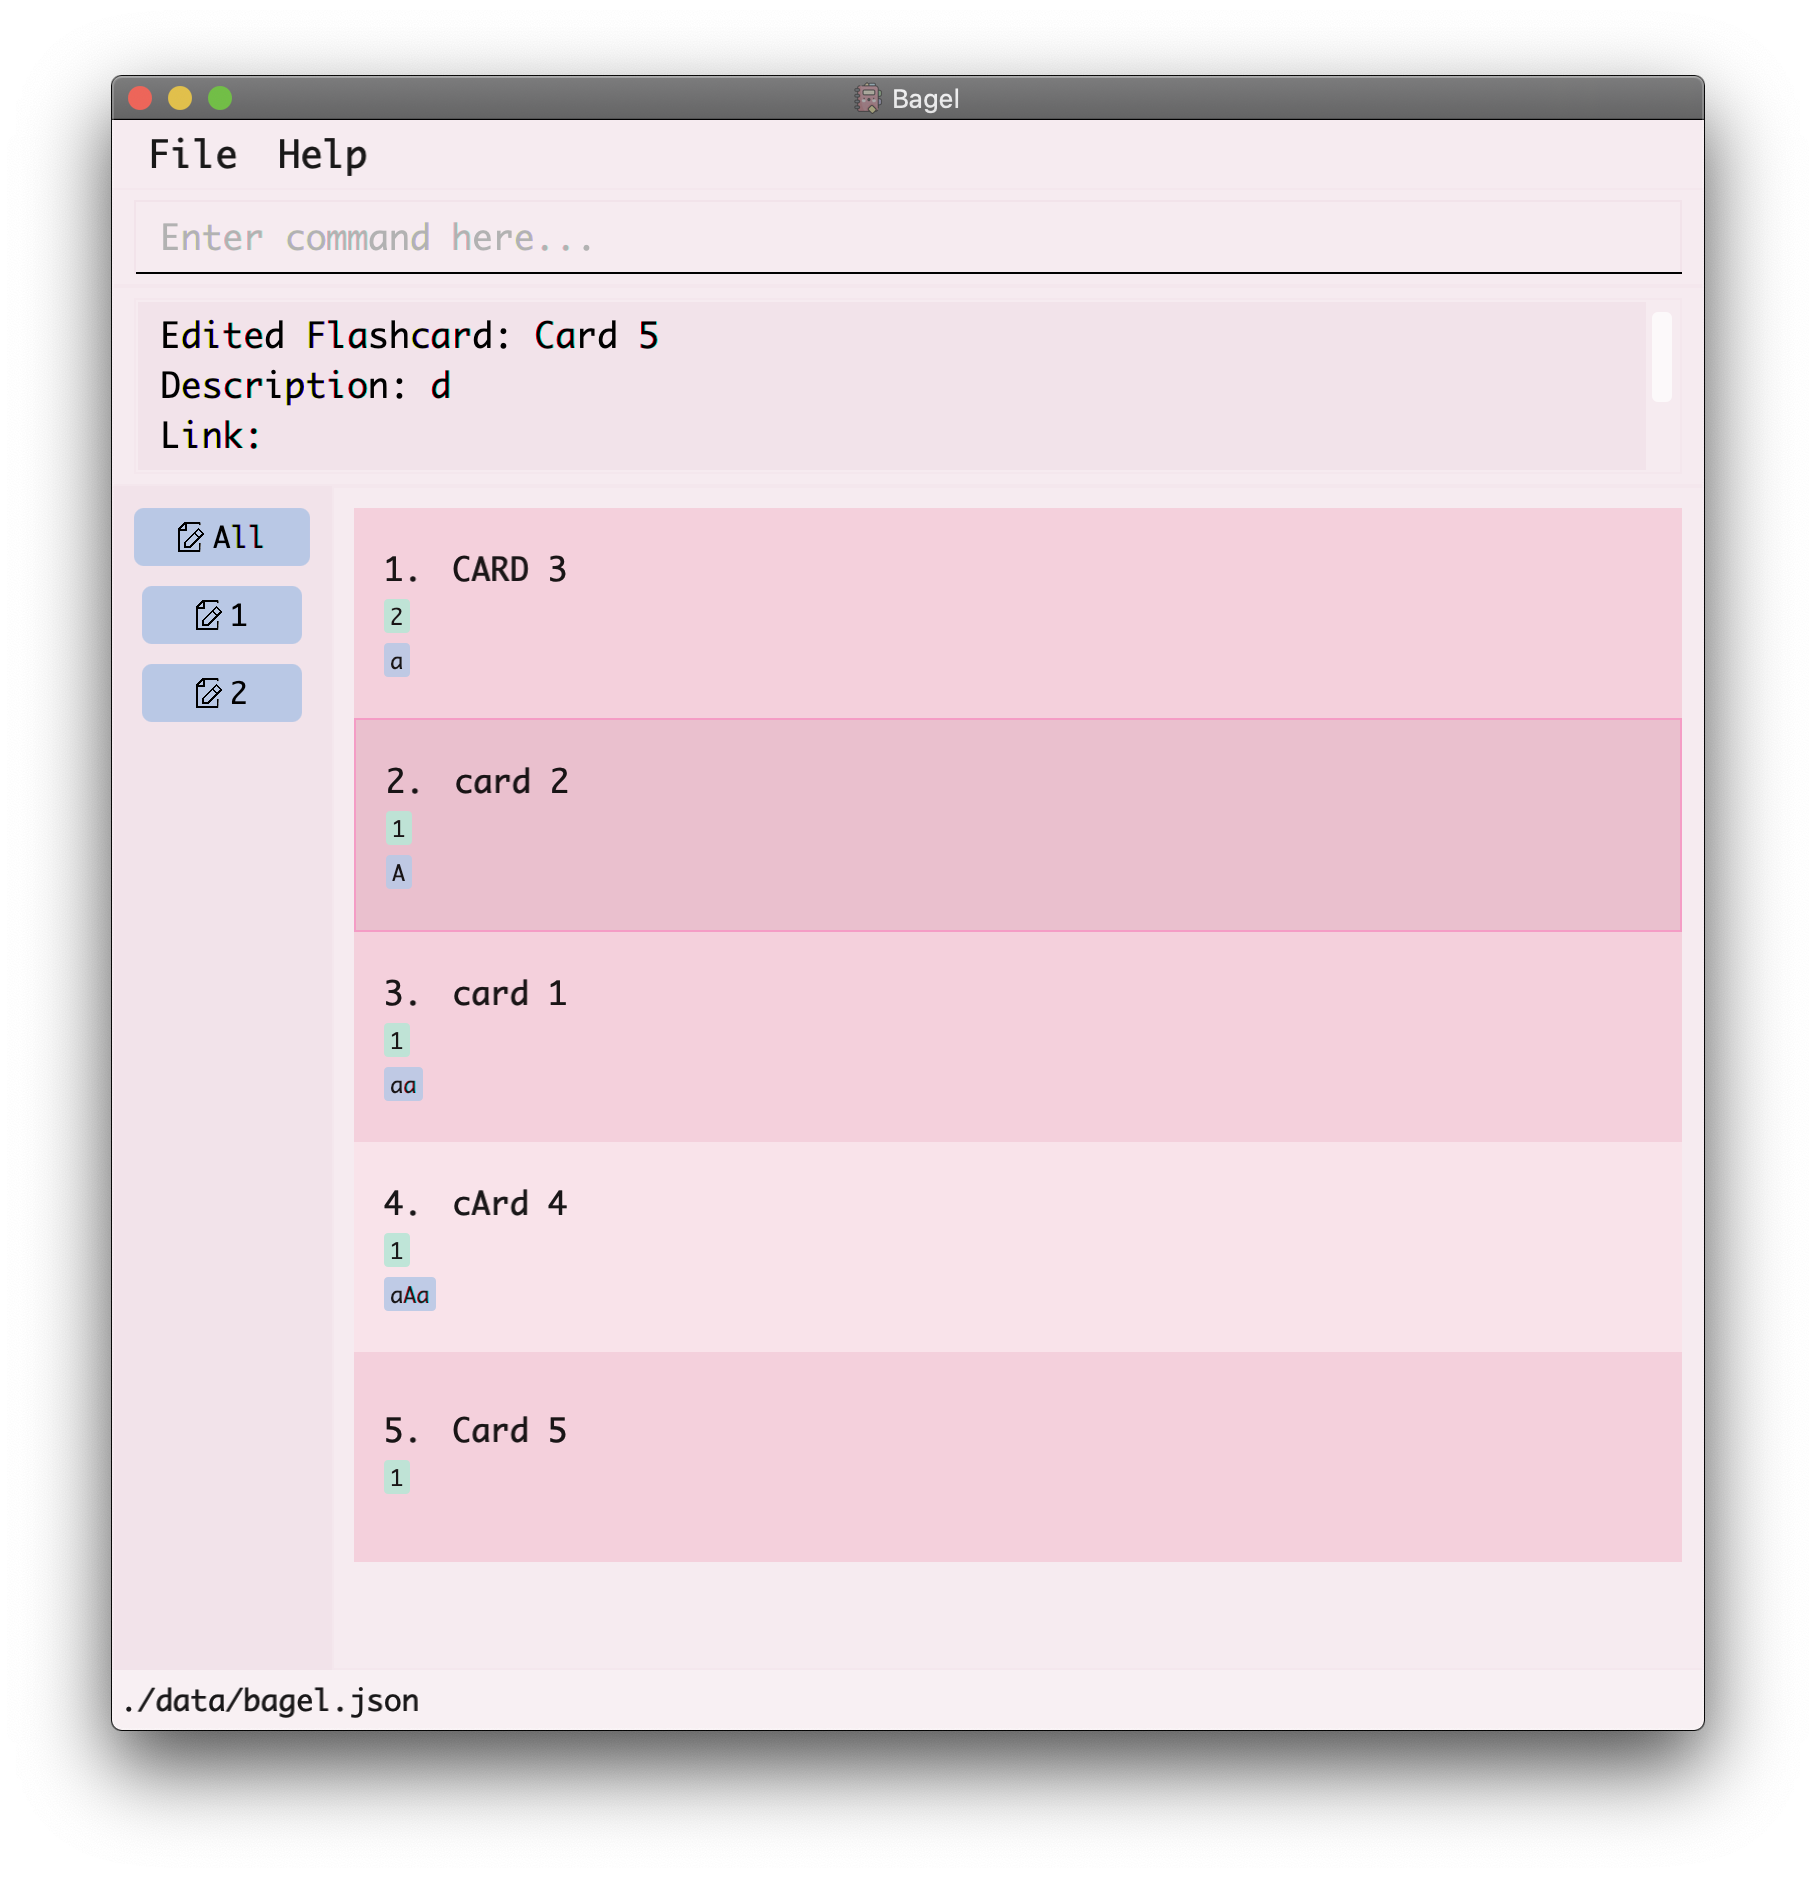 Bagel
File Help
Enter command here...
Edited Flashcard: Card 5
Description: d
Link:
All
1
2
1. CARD 3
2
a
2. card 2
1
A
3. card 1
1
aa
4. cArd 4
1
aAa
5. Card 5
1
./data/bagel.json